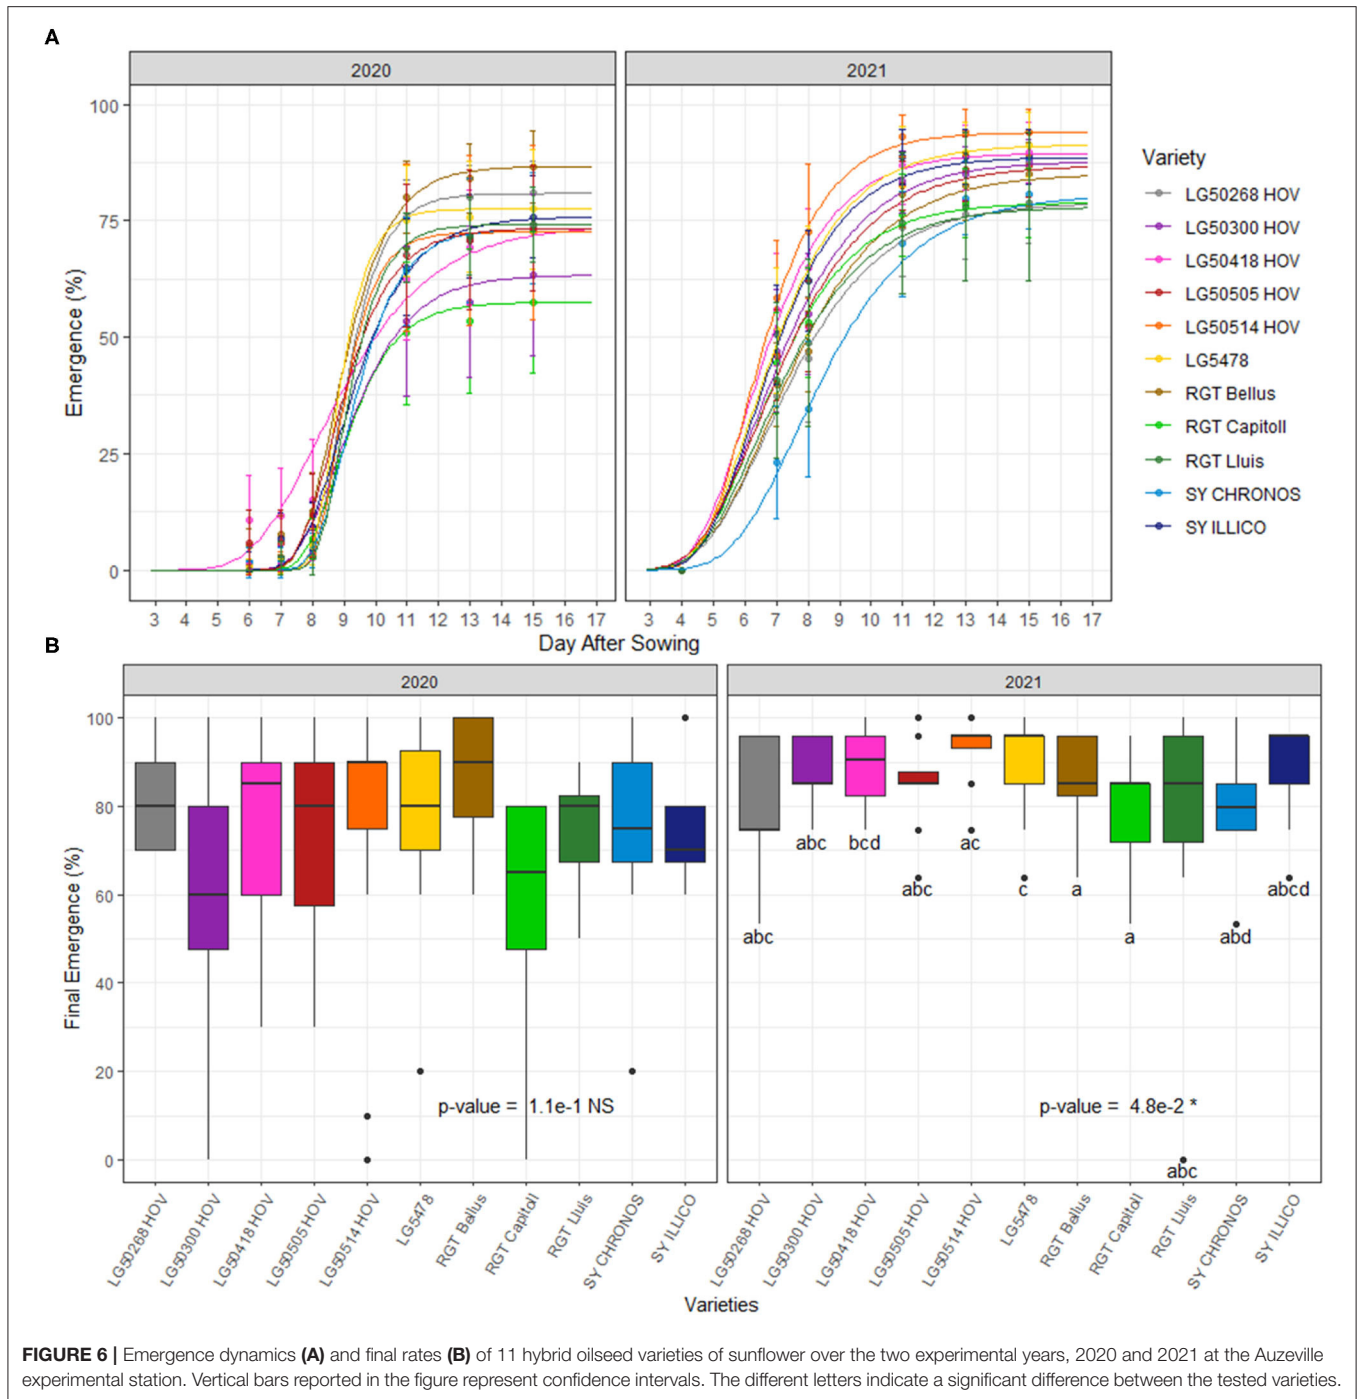 A
2020
2021
100
75
50
25
0
Emergence (%)
3 4 5 6 7 8 9 10 11 12 13 14 15 16 17
3 4 5 6 7 8 9 10 11 12 13 14 15 16 17
Day After Sowing
Variety
LG50268 HOV
LG50300 HOV
LG50418 HOV
LG50505 HOV
LG50514 HOV
LG5478
RGT Bellus
RGT Capitoll
RGT Lluis
SY CHRONOS
SY ILLICO
B
2020
2021
100
80
60
40
20
0
Final Emergence (%)
p-value = 1.1e-1 NS
abc bcd ac
abc c a abcd
abc a abd
p-value = 4.8e-2 *
abc
LG50268 HOV LG50300 HOV LG50418 HOV LG50505 HOV LG50514 HOV LG5478 RGT Bellus RGT Capitoll RGT Lluis SY CHRONOS SY ILLICO
LG50268 HOV LG50300 HOV LG50418 HOV LG50505 HOV LG50514 HOV LG5478 RGT Bellus RGT Capitoll RGT Lluis SY CHRONOS SY ILLICO
Varieties
FIGURE 6 | Emergence dynamics (A) and final rates (B) of 11 hybrid oilseed varieties of sunflower over the two experimental years, 2020 and 2021 at the Auzeville
experimental station. Vertical bars reported in the figure represent confidence intervals. The different letters indicate a significant difference between the tested varieties.